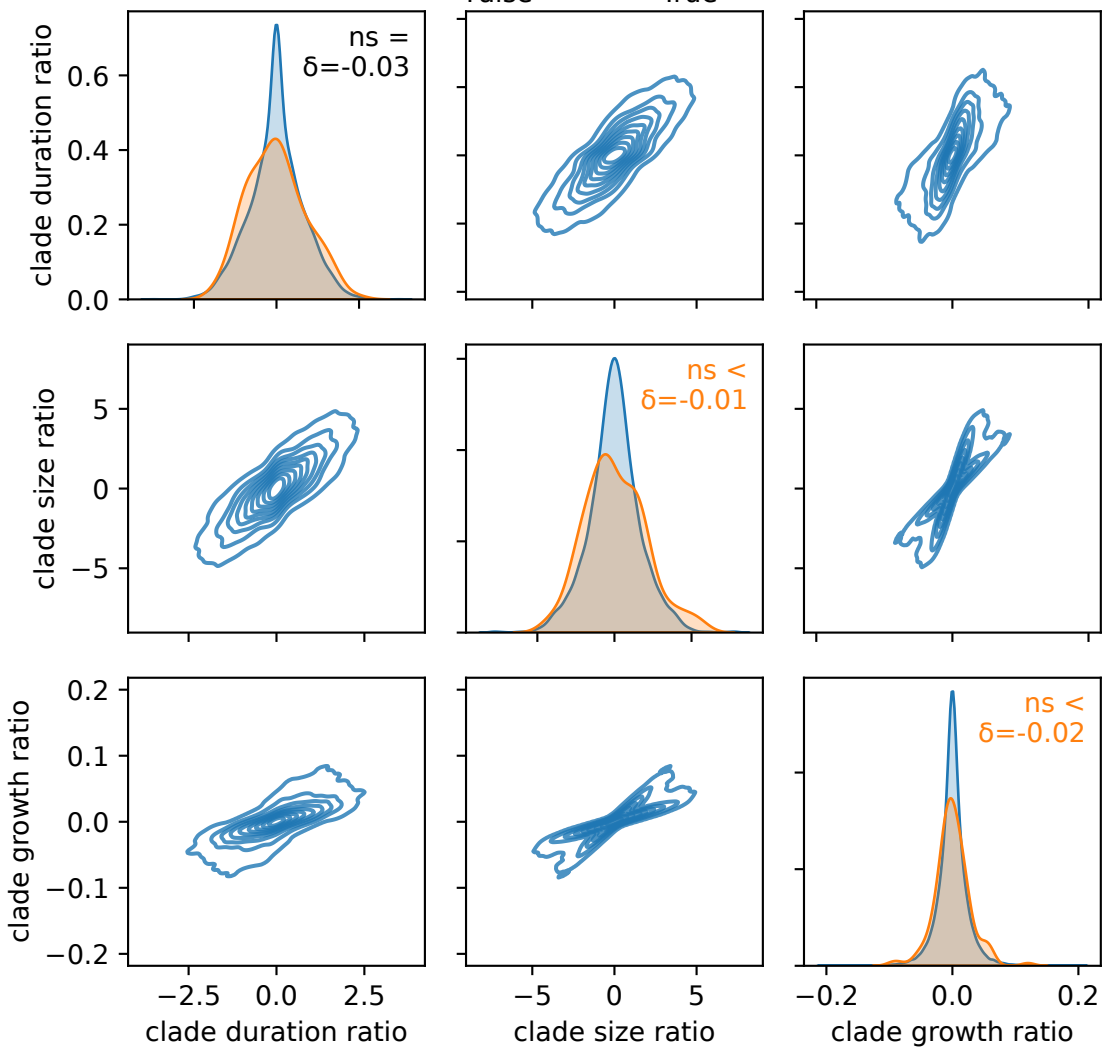 ns =
δ=-0.03
clade duration ratio
0.6
0.4
0.2
0.0
ns <
δ=-0.01
clade size ratio
5
0
−5
ns <
δ=-0.02
clade growth ratio
0.2
0.1
0.0
−0.1
−0.2
−2.5 0.0 2.5
−5 0 5
−0.2 0.0 0.2
clade duration ratio
clade size ratio
clade growth ratio